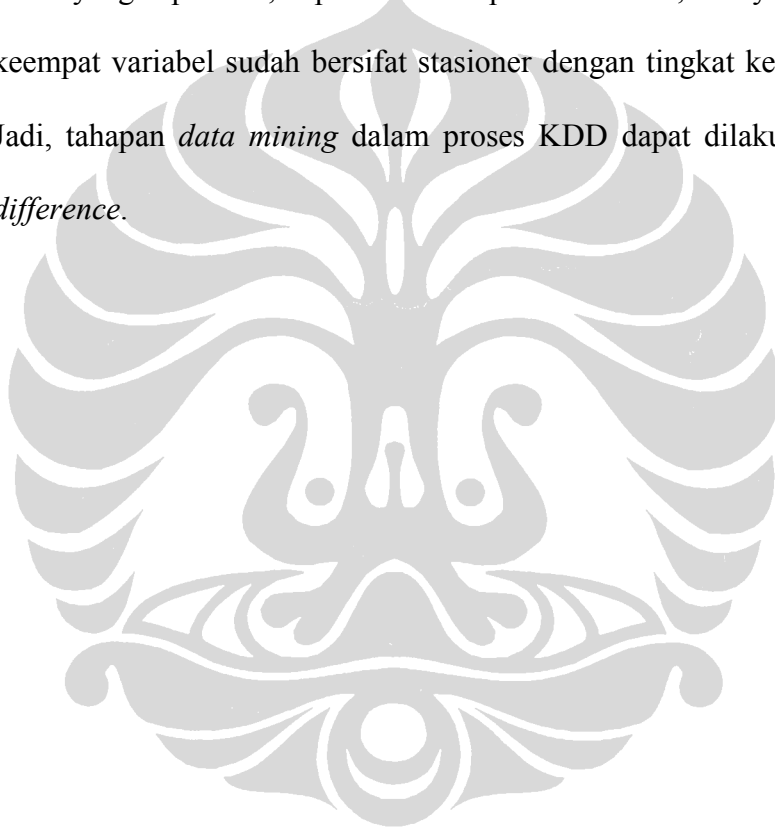 keempat variabel sudah bersifat stasioner dengan tingkat ke
Jadi, tahapan data mining dalam proses KDD dapat dilaku
difference.